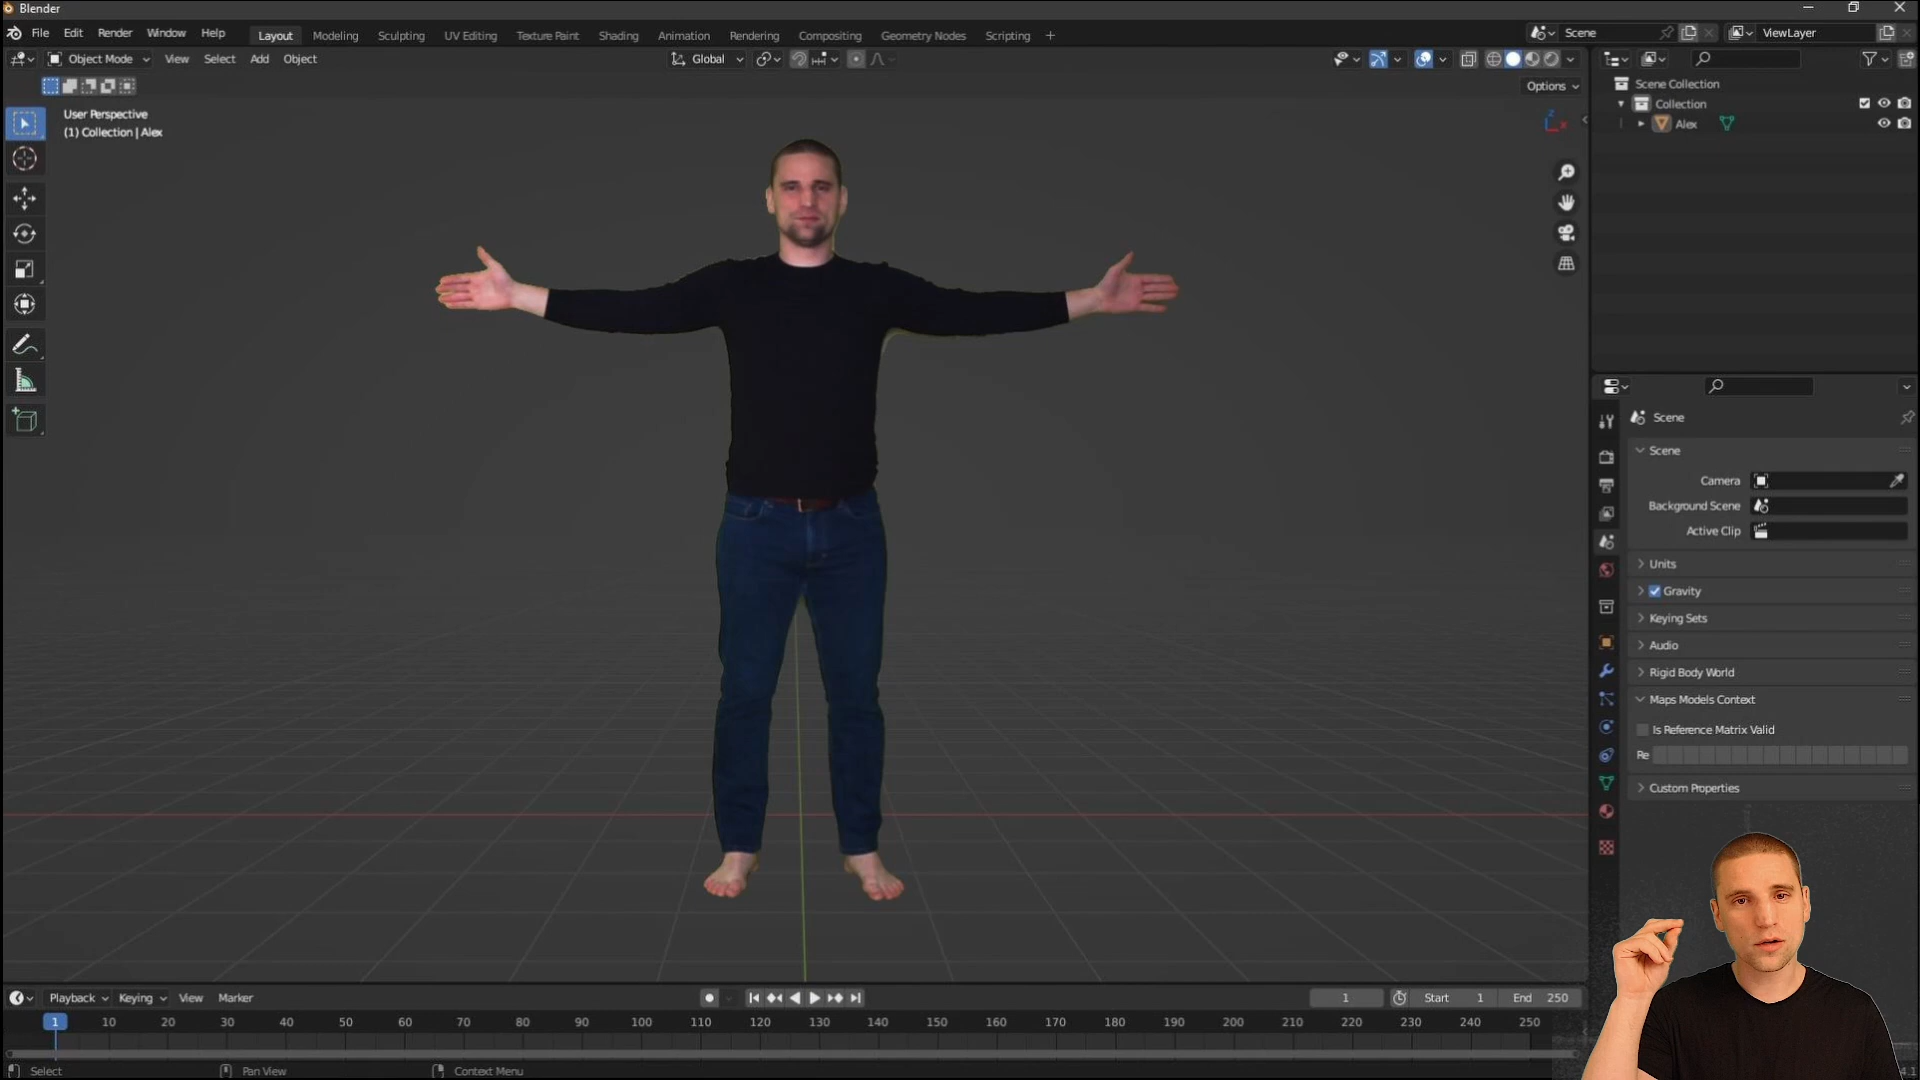 Blender
File Edit Render Window Help Layout Modeling Sculpting UV Editing Texture Paint Shading Animation Rendering Compositing Geometry Nodes Scripting + Scene ViewLayer
Object Mode View Select Add Object Global
Options
User Perspective
(1) Collection | Alex
Scene Collection
Collection
Alex
Scene
Scene
Camera
Background Scene
Active Clip
Units
Gravity
Keying Sets
Audio
Rigid Body World
Maps Models Context
Is Reference Matrix Valid
Re
Custom Properties
Playback Keying View Marker 1 Start 1 End 250
1 10 20 30 40 50 60 70 80 90 100 110 120 130 140 150 160 170 180 190 200 210 220 230 240 250
Select Pan View Context Menu